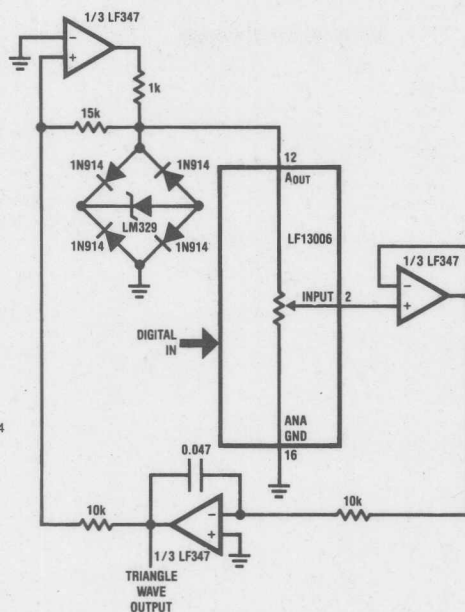 1/3 LF347
−
+
1k
15k
1N914
1N914
LM329
1N914
1N914
12
AOUT
LF13006
1/3 LF347
INPUT
2
−
+
DIGITAL
IN
ANA
GND
16
4
0.047
10k
−
+
10k
1/3 LF347
TRIANGLE
WAVE
OUTPUT